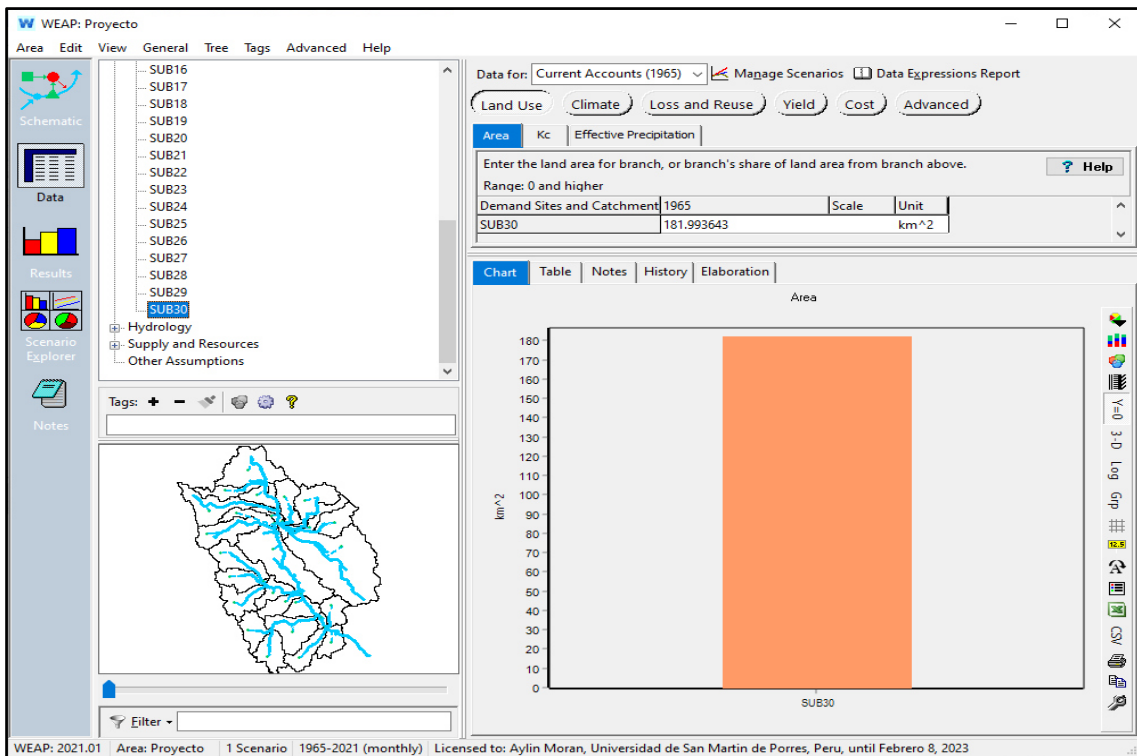 WEAP: Proyecto
Area Edit View General Tree Tags Advanced Help
Schematic
Data
Results
Scenario
Explorer
Notes
SUB16
SUB17
SUB18
SUB19
SUB20
SUB21
SUB22
SUB23
SUB24
SUB25
SUB26
SUB27
SUB28
SUB29
SUB30
Hydrology
Supply and Resources
Other Assumptions
Tags:
Filter
Data for: Current Accounts (1965) Manage Scenarios Data Expressions Report
Land Use Climate Loss and Reuse Yield Cost Advanced
Area Kc Effective Precipitation
Enter the land area for branch, or branch's share of land area from branch above.
Help
Range: 0 and higher
Demand Sites and Catchment 1965 Scale Unit
SUB30 181.993643 km^2
Chart Table Notes History Elaboration
Area
km^2
180
170
160
150
140
130
120
110
100
90
80
70
60
50
40
30
20
10
0
SUB30
Y=0
3-D
Log
Grp
12.5
CSV
WEAP: 2021.01 Area: Proyecto 1 Scenario 1965-2021 (monthly) Licensed to: Aylin Moran, Universidad de San Martin de Porres, Peru, until Febrero 8, 2023